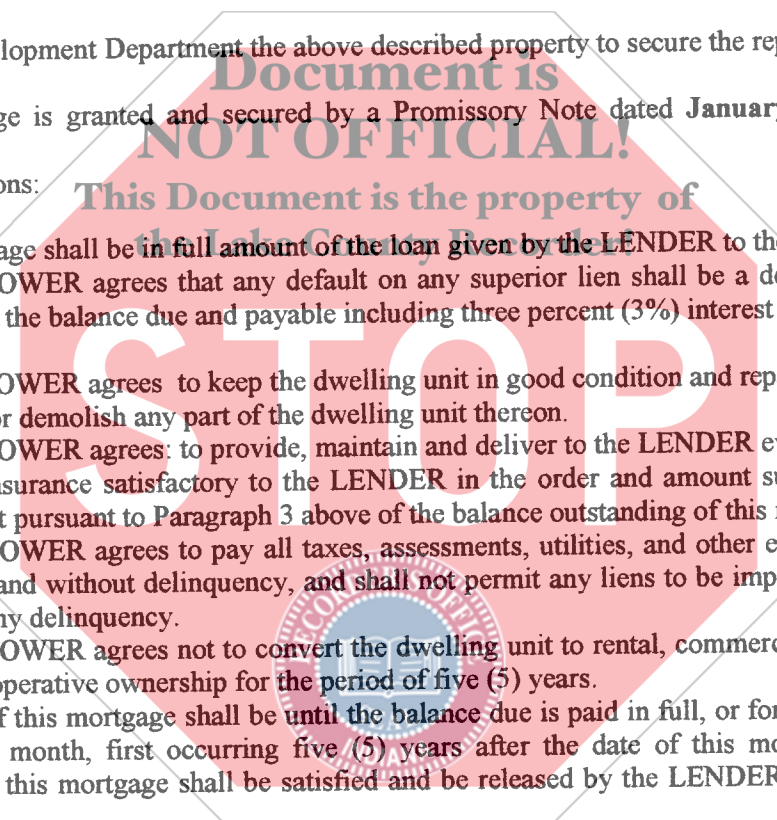 lopment Department the above described property to secure the rep
Document is
ge is granted and secured by a Promissory Note dated January
NOT OFFICIAL!
ons:
This Document is the property of
the Lake County Recorder!
age shall be in full amount of the loan given by the LENDER to the
OWER agrees that any default on any superior lien shall be a de
the balance due and payable including three percent (3%) interest
STOP
OWER agrees to keep the dwelling unit in good condition and rep
or demolish any part of the dwelling unit thereon.
OWER agrees: to provide, maintain and deliver to the LENDER ev
nsurance satisfactory to the LENDER in the order and amount su
t pursuant to Paragraph 3 above of the balance outstanding of this
OWER agrees to pay all taxes, assessments, utilities, and other e
and without delinquency, and shall not permit any liens to be imp
ny delinquency.
OWER agrees not to convert the dwelling unit to rental, commerc
operative ownership for the period of five (5) years.
f this mortgage shall be until the balance due is paid in full, or for
month, first occurring five (5) years after the date of this mo
this mortgage shall be satisfied and be released by the LENDER